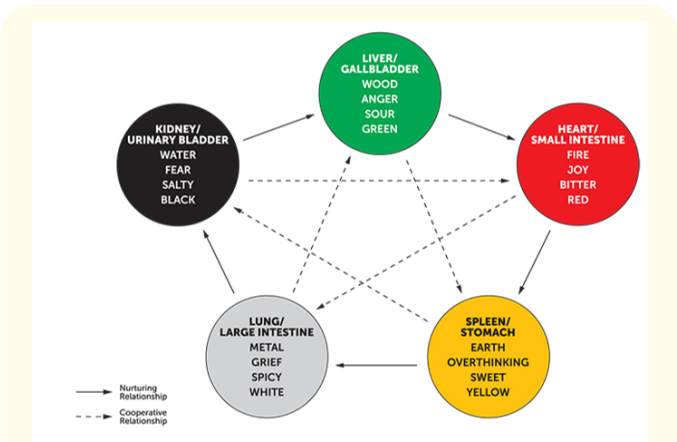 LIVER/
GALLBLADDER
WOOD
ANGER
SOUR
GREEN
KIDNEY/
URINARY BLADDER
WATER
FEAR
SALTY
BLACK
HEART/
SMALL INTESTINE
FIRE
JOY
BITTER
RED
LUNG/
LARGE INTESTINE
METAL
GRIEF
SPICY
WHITE
SPLEEN/
STOMACH
EARTH
OVERTHINKING
SWEET
YELLOW
Nurturing
Relationship
Cooperative
Relationship